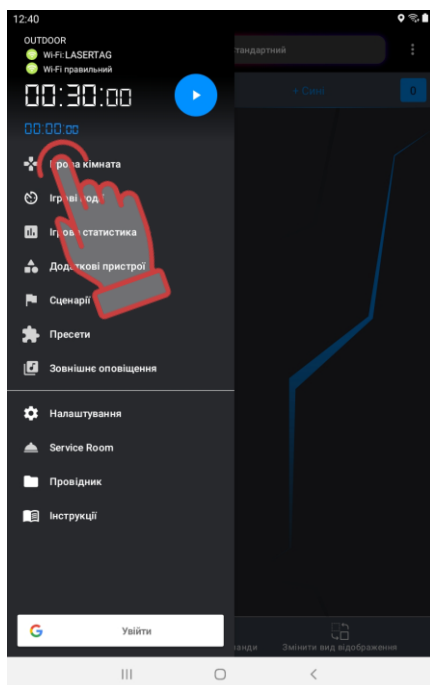 12:40
OUTDOOR
Wi-Fi: LASERTAG
Wi-Fi правильний
00:30:00
00:00:00
тандартний
+ Сині
0
кімната
Ігрові події
Ігрова статистика
Додаткові пристрої
Сценарії
Пресети
Зовнішнє оповіщення
Налаштування
Service Room
Провідник
Інструкції
Увійти
анди
Змінити вид відображення